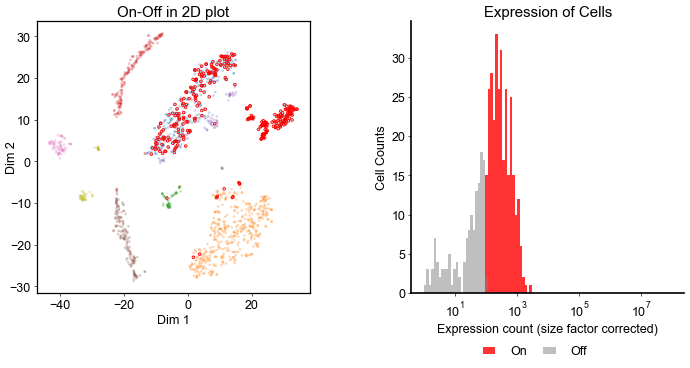 On-Off in 2D plot
Expression of Cells
30
20
10
0
−10
−20
−30
Dim 2
−40
−20
0
20
Dim 1
35
30
25
20
15
10
5
0
Cell Counts
10^1
10^3
10^5
10^7
Expression count (size factor corrected)
On
Off